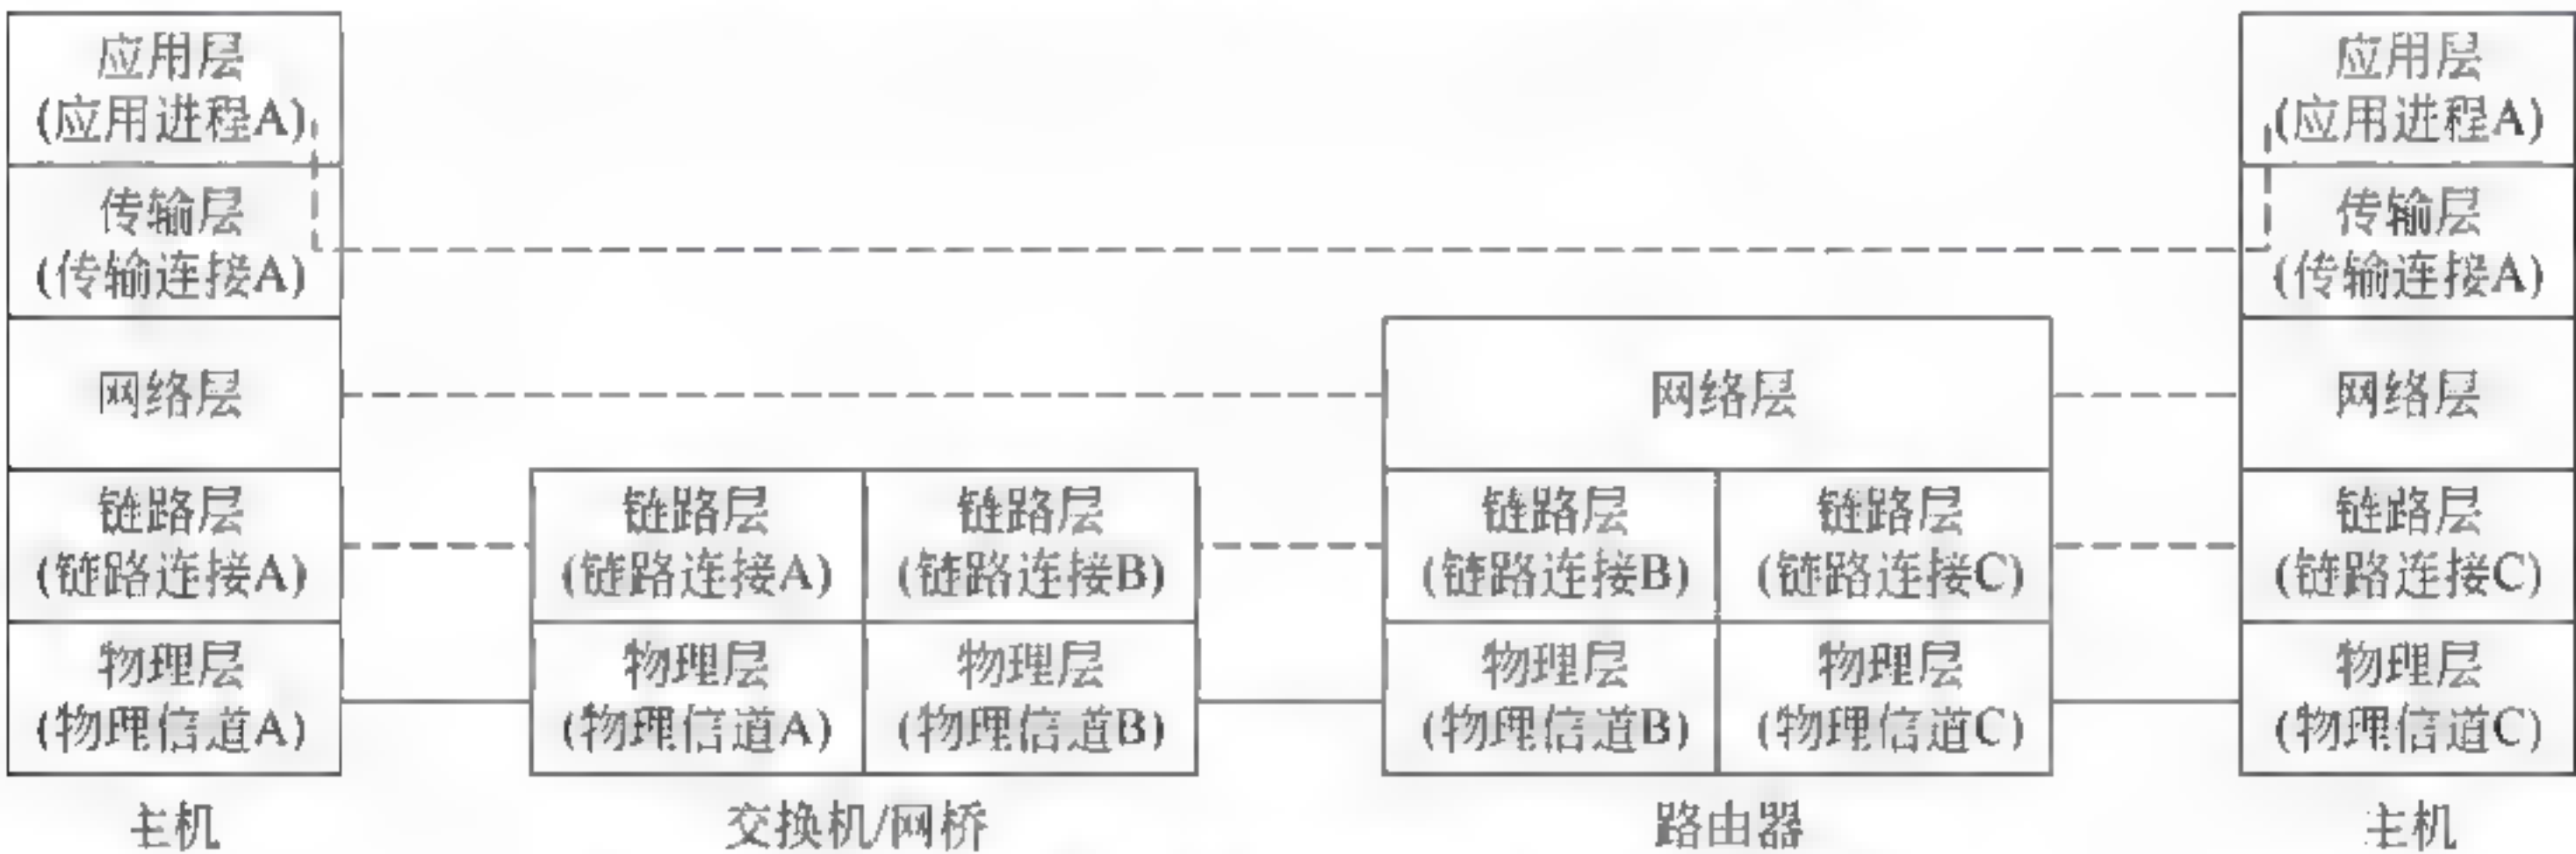 应用层
(应用进程A)
传输层
(传输连接A)
网络层
链路层
(链路连接A)
物理层
(物理信道A)
主机
链路层
(链路连接A)
链路层
(链路连接B)
物理层
(物理信道A)
物理层
(物理信道B)
交换机/网桥
网络层
链路层
(链路连接B)
链路层
(链路连接C)
物理层
(物理信道B)
物理层
(物理信道C)
路由器
应用层
(应用进程A)
传输层
(传输连接A)
网络层
链路层
(链路连接C)
物理层
(物理信道C)
主机